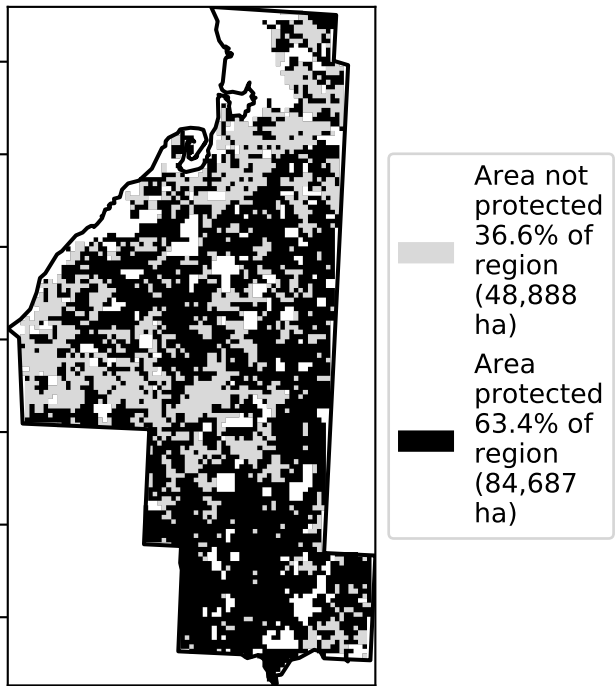 Area not
protected
36.6% of
region
(48,888
ha)
Area
protected
63.4% of
region
(84,687
ha)